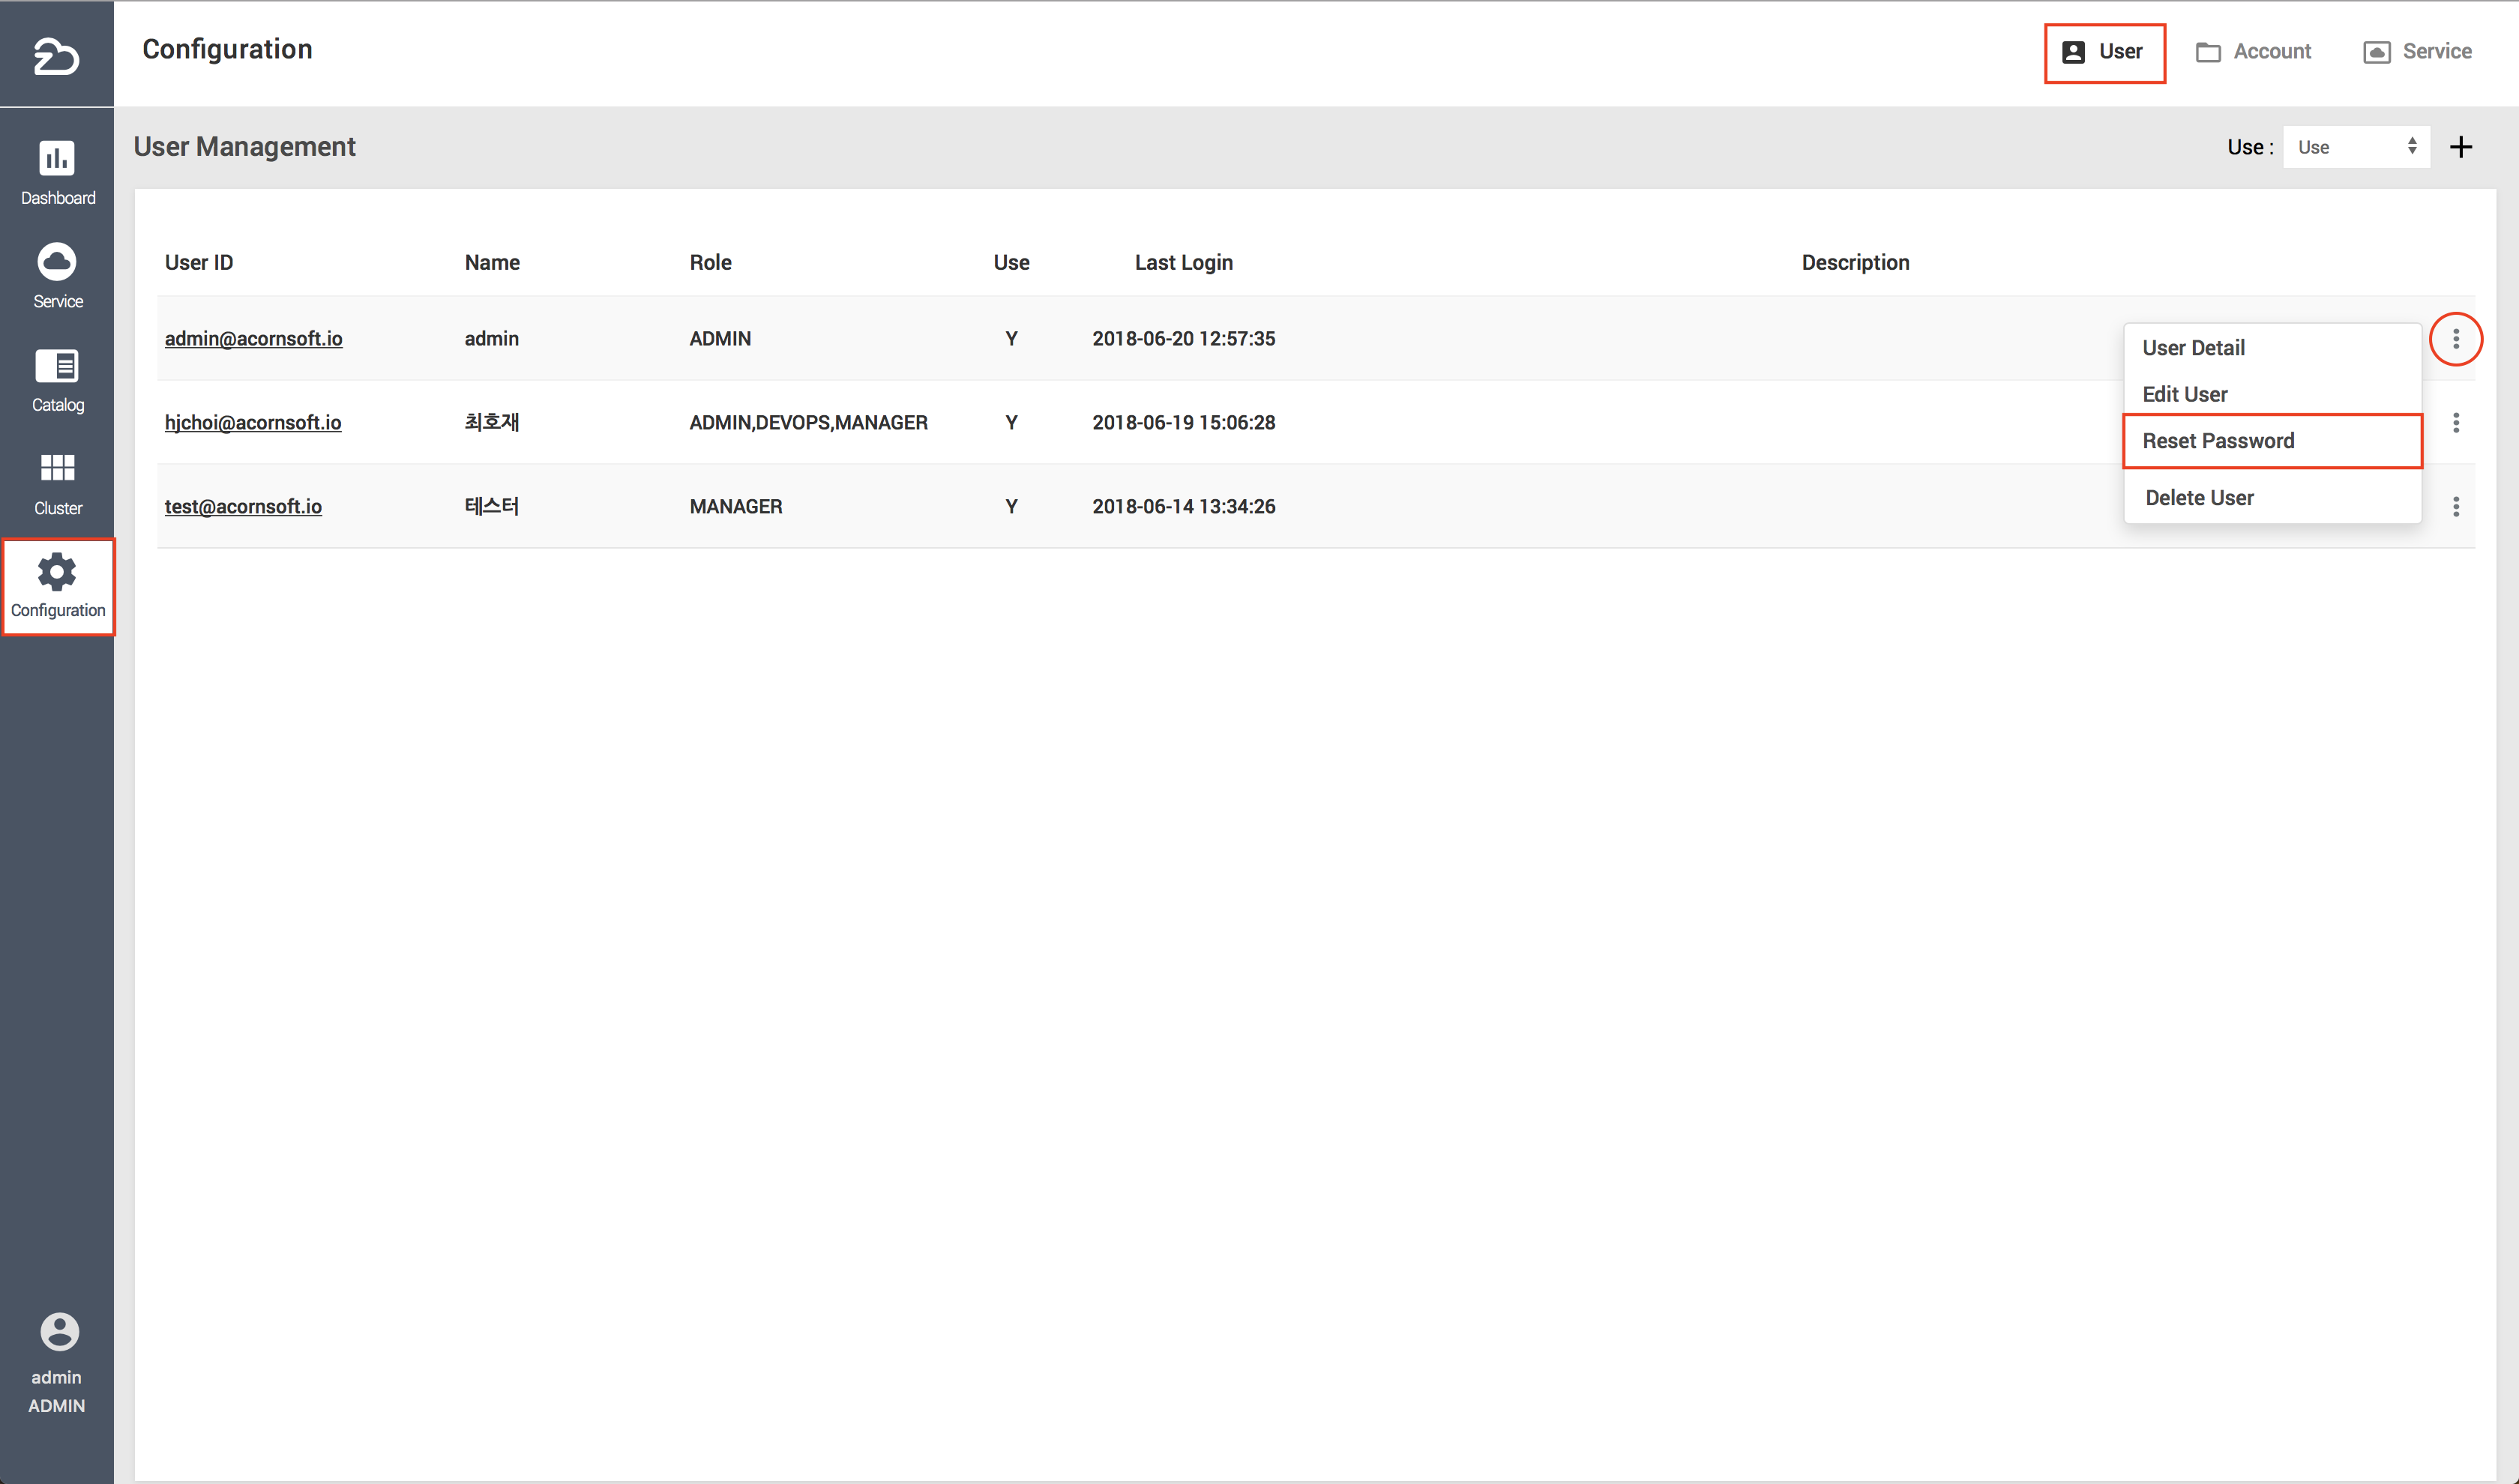 Configuration
User Account Service
Dashboard
Service
Catalog
Cluster
Configuration
admin
ADMIN
User Management
Use : Use
User ID Name Role Use Last Login Description
admin@acornsoft.io admin ADMIN Y 2018-06-20 12:57:35
hjchoi@acornsoft.io 최호재 ADMIN,DEVOPS,MANAGER Y 2018-06-19 15:06:28
test@acornsoft.io 테스터 MANAGER Y 2018-06-14 13:34:26
User Detail
Edit User
Reset Password
Delete User